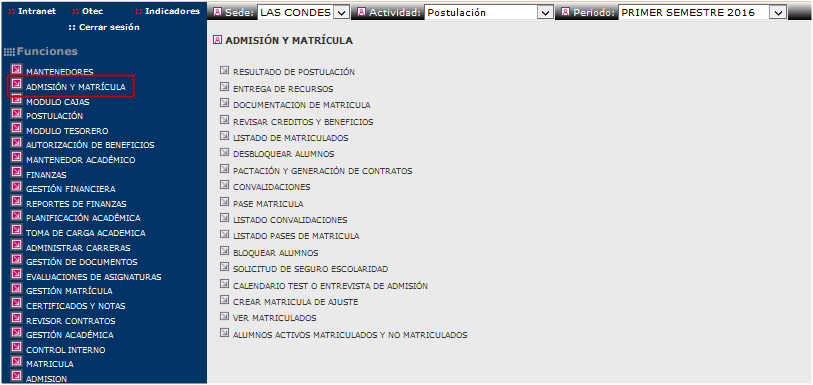 :: Intranet :: Otec :: Indicadores
:: Cerrar sesión
Funciones
MANTENEDORES
ADMISIÓN Y MATRÍCULA
MODULO CAJAS
POSTULACIÓN
MODULO TESORERO
AUTORIZACIÓN DE BENEFICIOS
MANTENEDOR ACADÉMICO
FINANZAS
GESTIÓN FINANCIERA
REPORTES DE FINANZAS
PLANIFICACIÓN ACADÉMICA
TOMA DE CARGA ACADEMICA
ADMINISTRAR CARRERAS
GESTIÓN DE DOCUMENTOS
EVALUACIONES DE ASIGNATURAS
GESTIÓN MATRÍCULA
CERTIFICADOS Y NOTAS
REVISOR CONTRATOS
GESTIÓN ACADÉMICA
CONTROL INTERNO
MATRICULA
ADMISION
Sede: LAS CONDES Actividad: Postulación Periodo: PRIMER SEMESTRE 2016
ADMISIÓN Y MATRÍCULA
RESULTADO DE POSTULACIÓN
ENTREGA DE RECURSOS
DOCUMENTACION DE MATRICULA
REVISAR CREDITOS Y BENEFICIOS
LISTADO DE MATRICULADOS
DESBLOQUEAR ALUMNOS
PACTACIÓN Y GENERACIÓN DE CONTRATOS
CONVALIDACIONES
PASE MATRICULA
LISTADO CONVALIDACIONES
LISTADO PASES DE MATRICULA
BLOQUEAR ALUMNOS
SOLICITUD DE SEGURO ESCOLARIDAD
CALENDARIO TEST O ENTREVISTA DE ADMISIÓN
CREAR MATRICULA DE AJUSTE
VER MATRICULADOS
ALUMNOS ACTIVOS MATRICULADOS Y NO MATRICULADOS